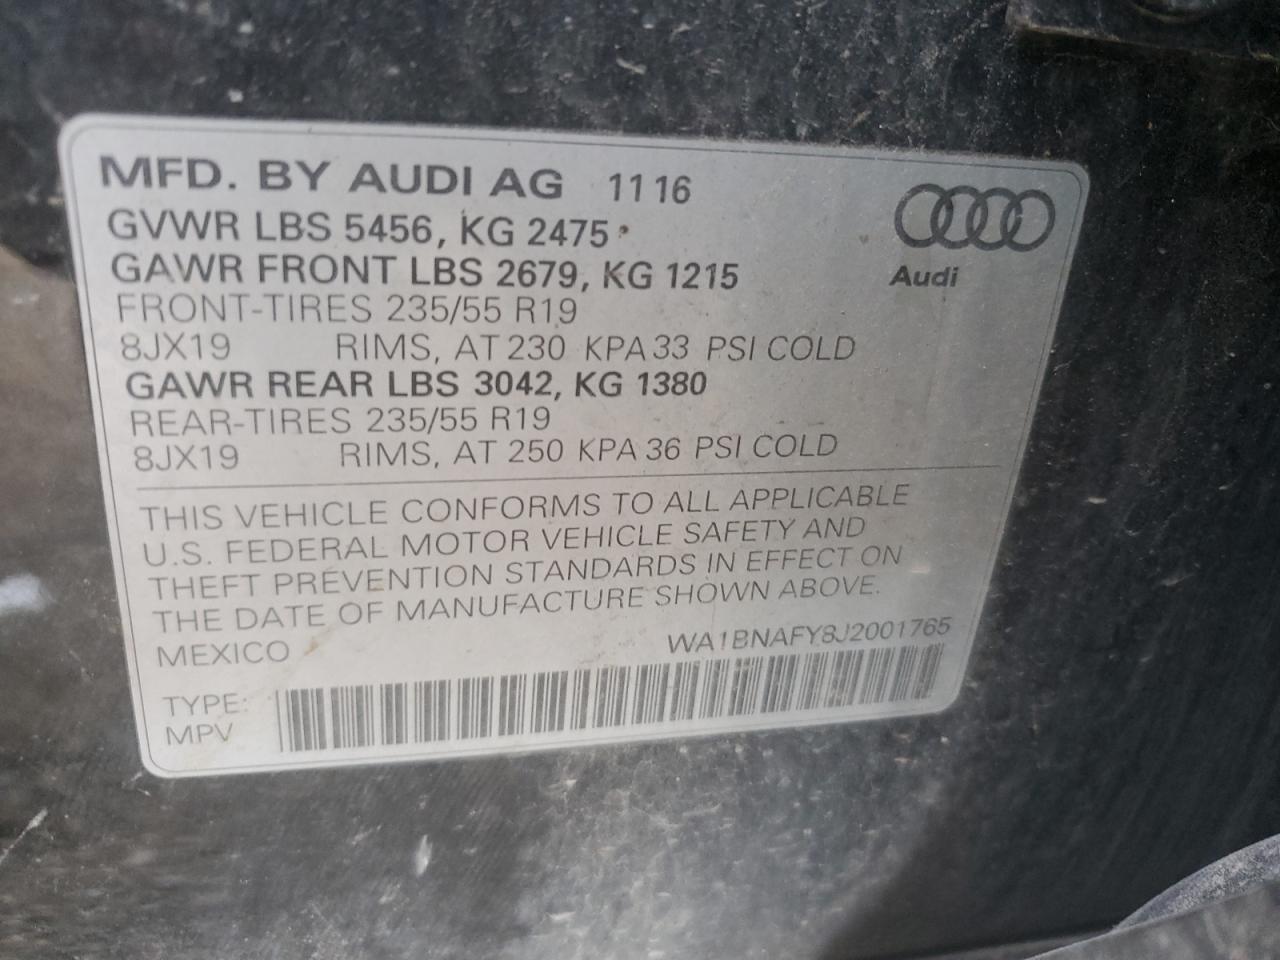 MFD. BY AUDI AG 11 16
GVWR LBS 5456, KG 2475
GAWR FRONT LBS 2679, KG 1215
Audi
FRONT-TIRES 235/55 R19
8JX19 RIMS, AT 230 KPA 33 PSI COLD
GAWR REAR LBS 3042, KG 1380
REAR-TIRES 235/55 R19
8JX19 RIMS, AT 250 KPA 36 PSI COLD
THIS VEHICLE CONFORMS TO ALL APPLICABLE
U.S. FEDERAL MOTOR VEHICLE SAFETY AND
THEFT PREVENTION STANDARDS IN EFFECT ON
THE DATE OF MANUFACTURE SHOWN ABOVE.
MEXICO WA1BNAFY8J2001765
TYPE:
MPV